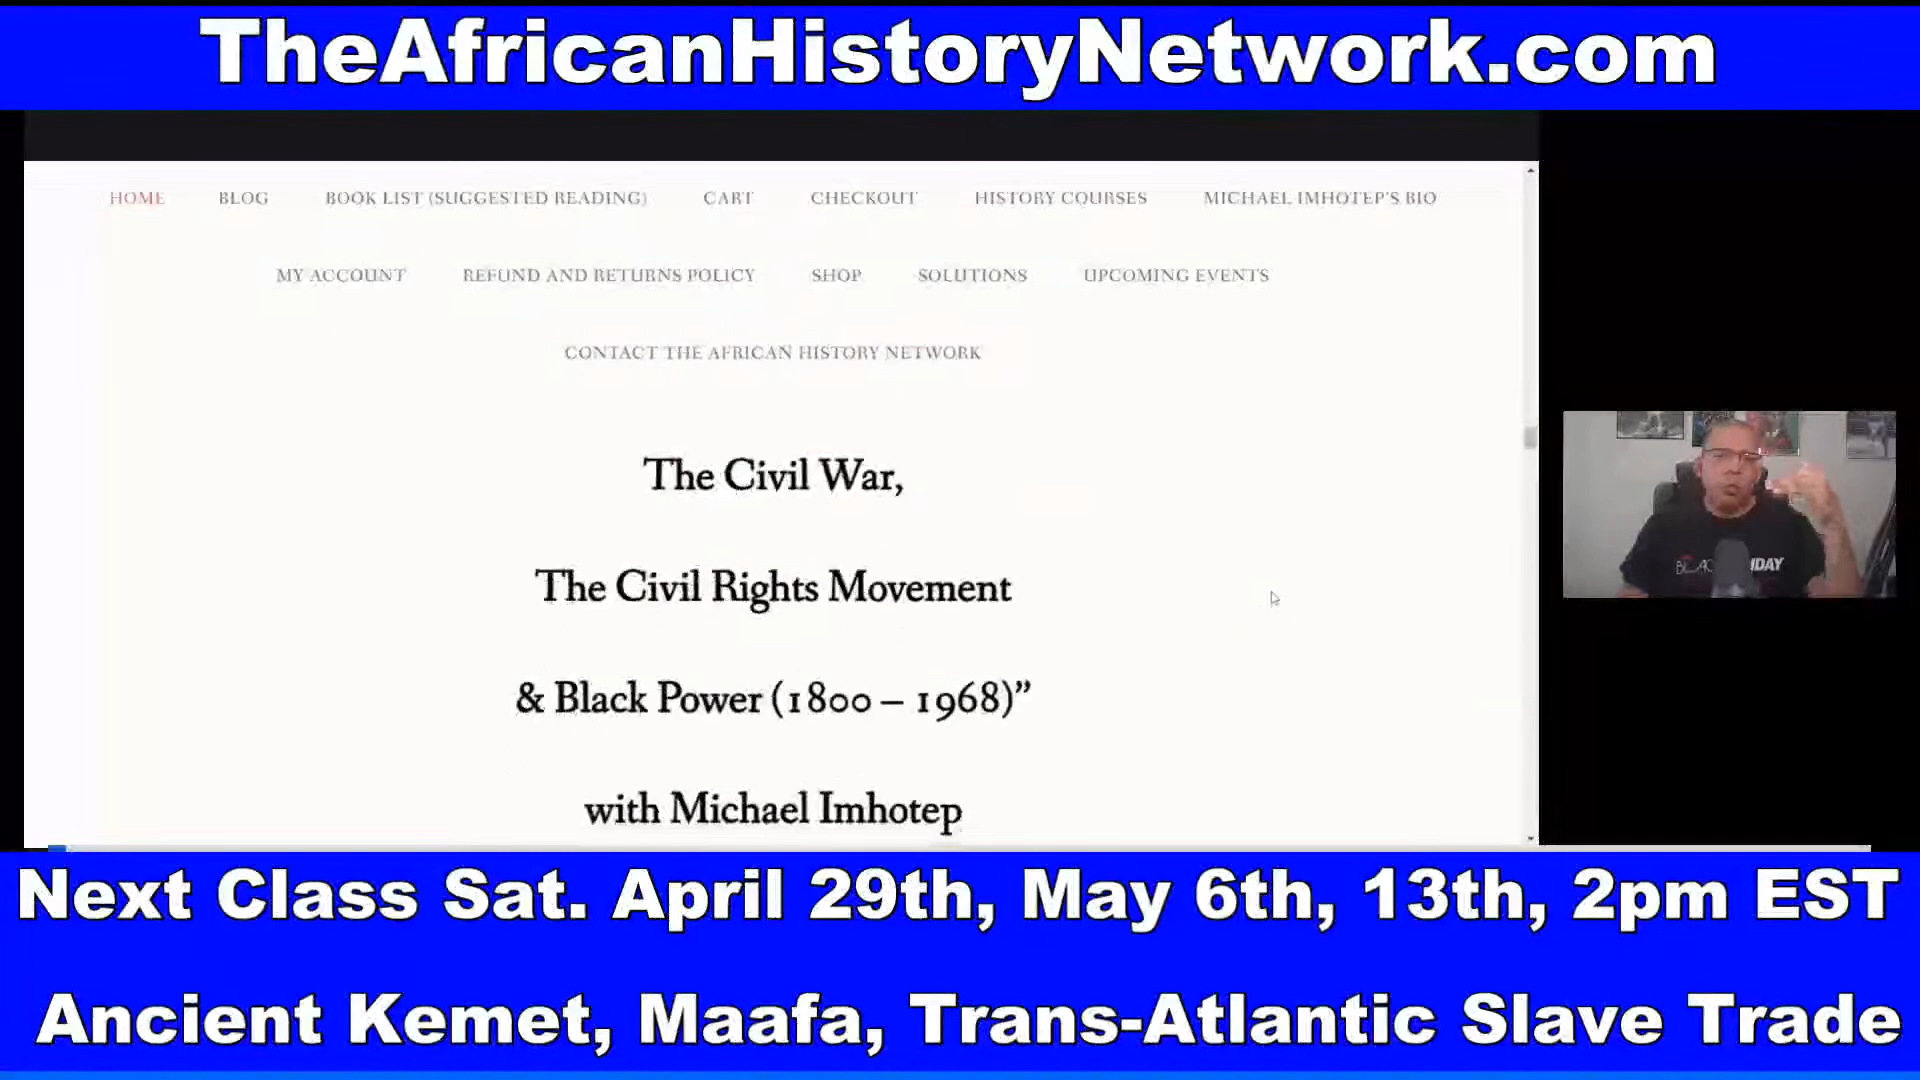 TheAfricanHistoryNetwork.com
HOME BLOG BOOK LIST (SUGGESTED READING) CART CHECKOUT HISTORY COURSES MICHAEL IMHOTEP'S BIO
MY ACCOUNT REFUND AND RETURNS POLICY SHOP SOLUTIONS UPCOMING EVENTS
CONTACT THE AFRICAN HISTORY NETWORK
The Civil War,
The Civil Rights Movement
& Black Power (1800 – 1968)”
with Michael Imhotep
Next Class Sat. April 29th, May 6th, 13th, 2pm EST
Ancient Kemet, Maafa, Trans-Atlantic Slave Trade